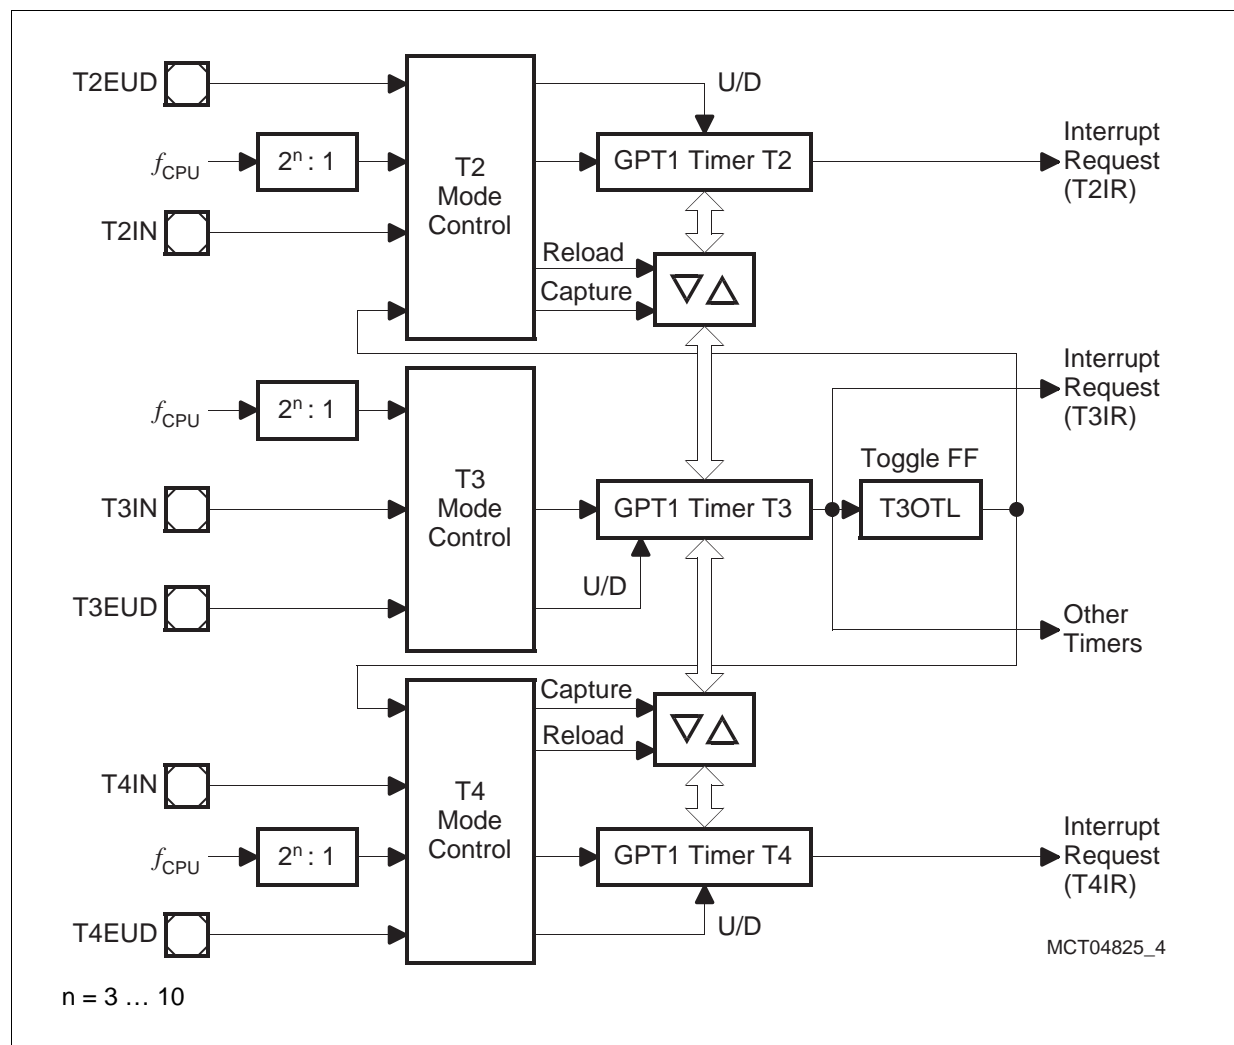 T2EUD
U/D
fCPU
2ⁿ : 1
T2
Mode
Control
GPT1 Timer T2
Interrupt
Request
(T2IR)
T2IN
Reload
Capture
fCPU
2ⁿ : 1
Interrupt
Request
(T3IR)
T3
Mode
Control
Toggle FF
T3IN
GPT1 Timer T3
T3OTL
T3EUD
U/D
Other
Timers
Capture
Reload
T4IN
T4
Mode
Control
fCPU
2ⁿ : 1
GPT1 Timer T4
Interrupt
Request
(T4IR)
T4EUD
U/D
MCT04825_4
n = 3 … 10